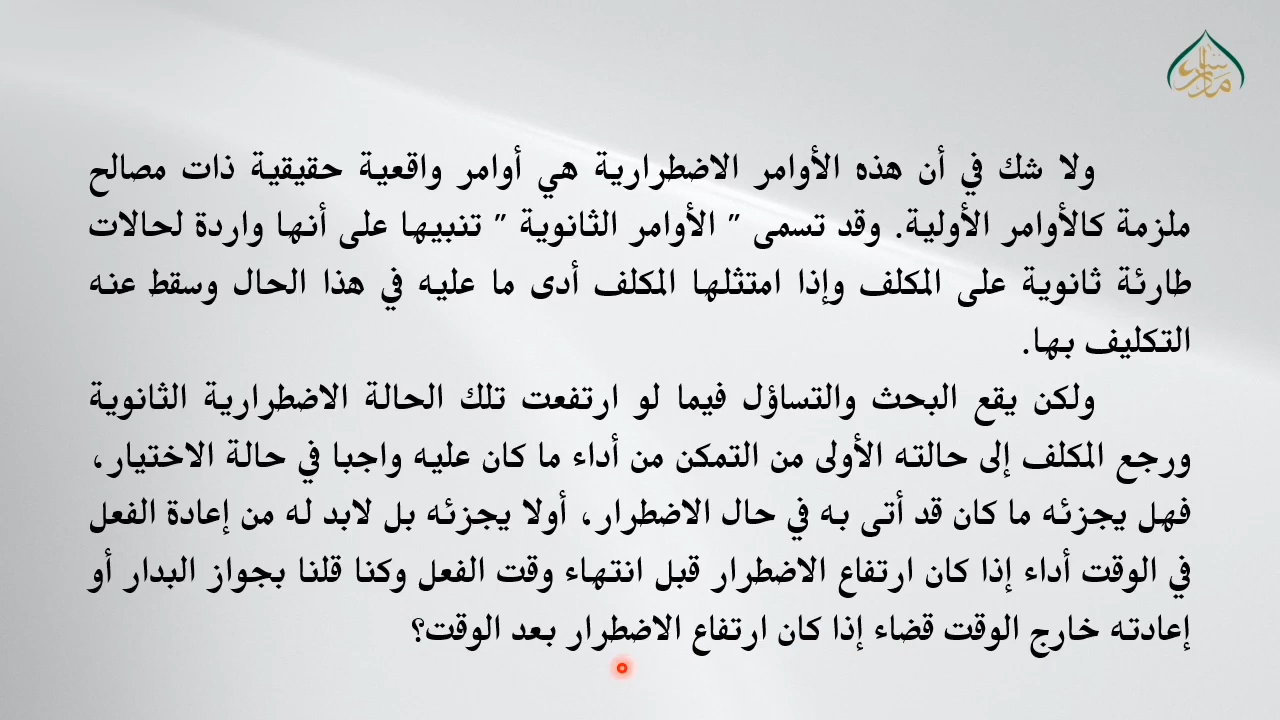 ولا شك في أن هذه الأوامر الاضطرارية هي أوامر واقعية حقيقية ذات مصالح
ملزمة كالأوامر الأولية. وقد تسمى " الأوامر الثانوية " تنبيها على أنها واردة لحالات
طارئة ثانوية على المكلف وإذا امتثلها المكلف أدى ما عليه في هذا الحال وسقط عنه
التكليف بها.
ولكن يقع البحث والتساؤل فيما لو ارتفعت تلك الحالة الاضطرارية الثانوية
ورجع المكلف إلى حالته الأولى من التمكن من أداء ما كان عليه واجبا في حالة الاختيار،
فهل يجزئه ما كان قد أتى به في حال الاضطرار، أولا يجزئه بل لابد له من إعادة الفعل
في الوقت أداء إذا كان ارتفاع الاضطرار قبل انتهاء وقت الفعل وكنا قلنا بجواز البدار أو
إعادته خارج الوقت قضاء إذا كان ارتفاع الاضطرار بعد الوقت؟